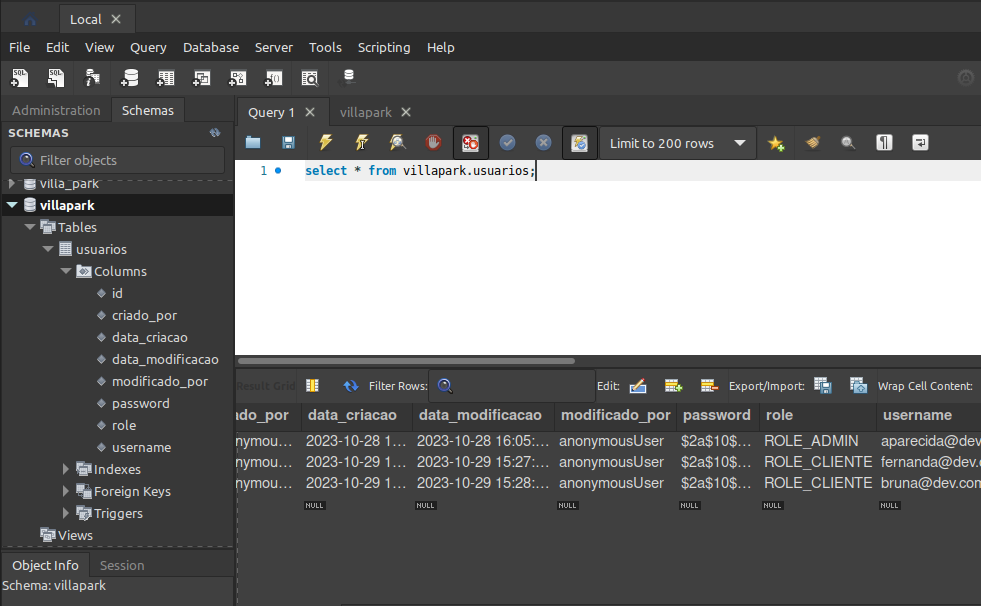 Local
File Edit View Query Database Server Tools Scripting Help
Administration Schemas
SCHEMAS
Filter objects
villa_park
villapark
Tables
usuarios
Columns
id
criado_por
data_criacao
data_modificacao
modificado_por
password
role
username
Indexes
Foreign Keys
Triggers
Views
Object Info Session
Schema: villapark
Query 1 villapark
Limit to 200 rows
1 select * from villapark.usuarios;
Result Grid Filter Rows: Edit: Export/Import: Wrap Cell Content:
do_por data_criacao data_modificacao modificado_por password role username
nymou... 2023-10-28 1... 2023-10-28 16:05:... anonymousUser $2a$10$... ROLE_ADMIN aparecida@dev
nymou... 2023-10-29 1... 2023-10-29 15:27:... anonymousUser $2a$10$... ROLE_CLIENTE fernanda@dev.c
nymou... 2023-10-29 1... 2023-10-29 15:28:... anonymousUser $2a$10$... ROLE_CLIENTE bruna@dev.com
NULL NULL NULL NULL NULL NULL